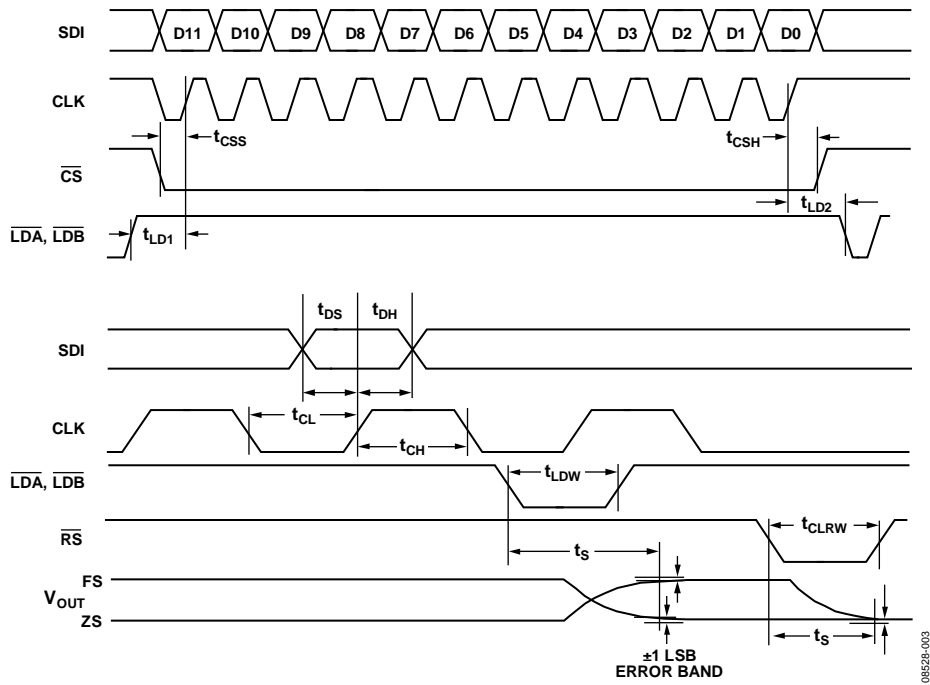 SDI D11 D10 D9 D8 D7 D6 D5 D4 D3 D2 D1 D0
CLK
tCSS tCSH
CS
tLD2
LDA, LDB tLD1
tDS tDH
SDI
tCL
CLK
tCH
LDA, LDB tLDW
RS tCLRW
tS
FS
VOUT
ZS
tS
±1 LSB
ERROR BAND
08528-003